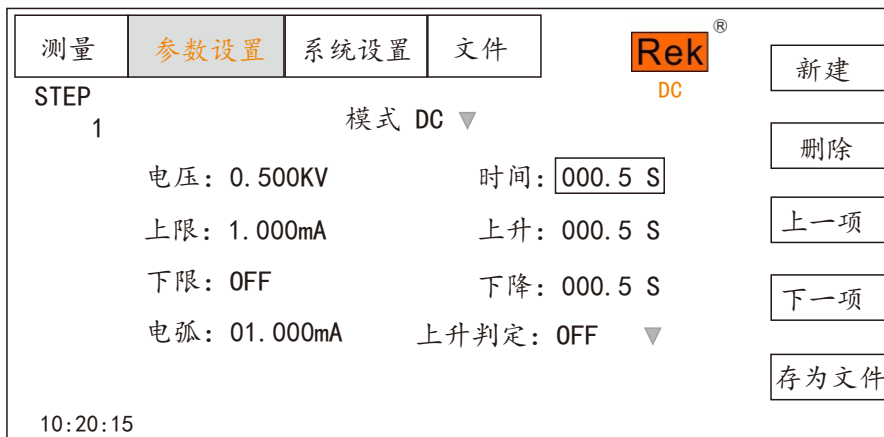 测量 参数设置 系统设置 文件 Rek ®
DC
新建
STEP
1
模式 DC ▼
删除
电压: 0.500KV 时间: 000.5 S
上限: 1.000mA 上升: 000.5 S
上一项
下限: OFF 下降: 000.5 S
下一项
电弧: 01.000mA 上升判定: OFF ▼
存为文件
10:20:15